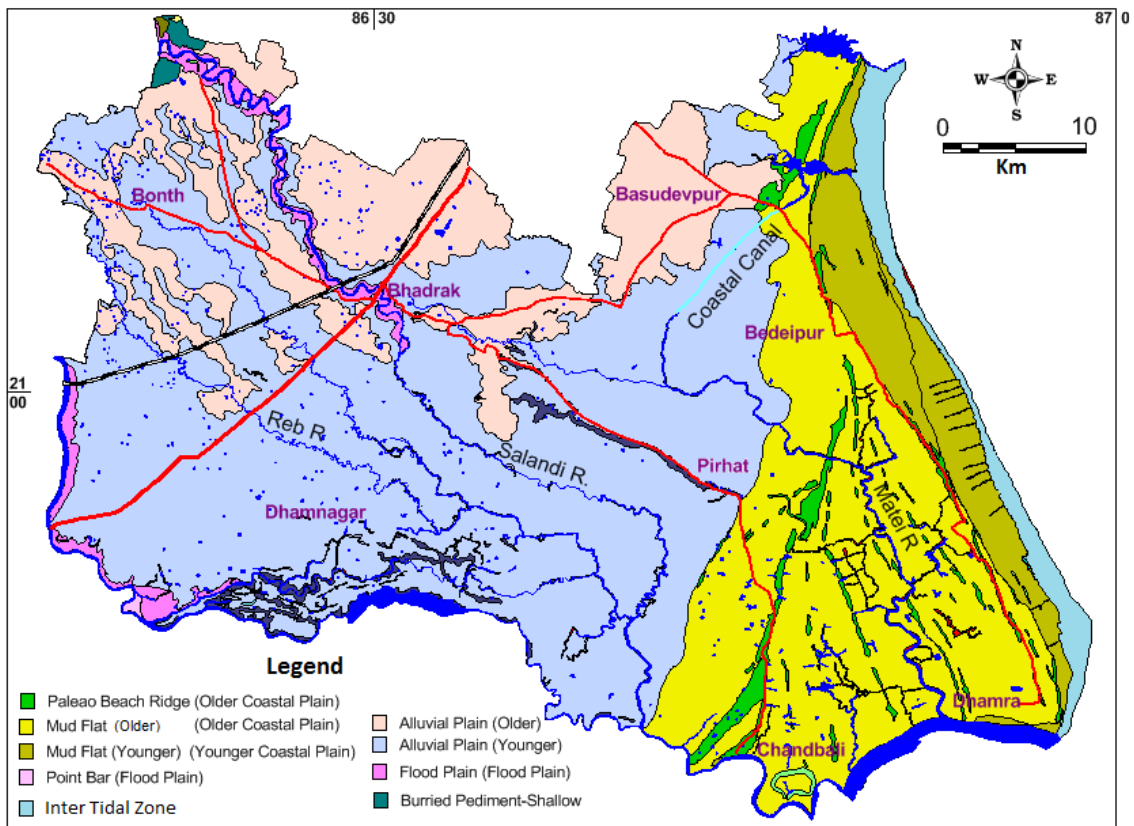 86 30
87 0
N
W E
S
0 10
Km
Bonth
Basudevpur
Bhadrak
Coastal Canal
Bedeipur
21
00
Reb R.
Salandi R.
Pirhat
Matei R
Dhamnagar
Dhamra
Chandbali
Legend
Paleao Beach Ridge (Older Coastal Plain)
Mud Flat (Older) (Older Coastal Plain)
Mud Flat (Younger) (Younger Coastal Plain)
Point Bar (Flood Plain)
Inter Tidal Zone
Alluvial Plain (Older)
Alluvial Plain (Younger)
Flood Plain (Flood Plain)
Burried Pediment-Shallow